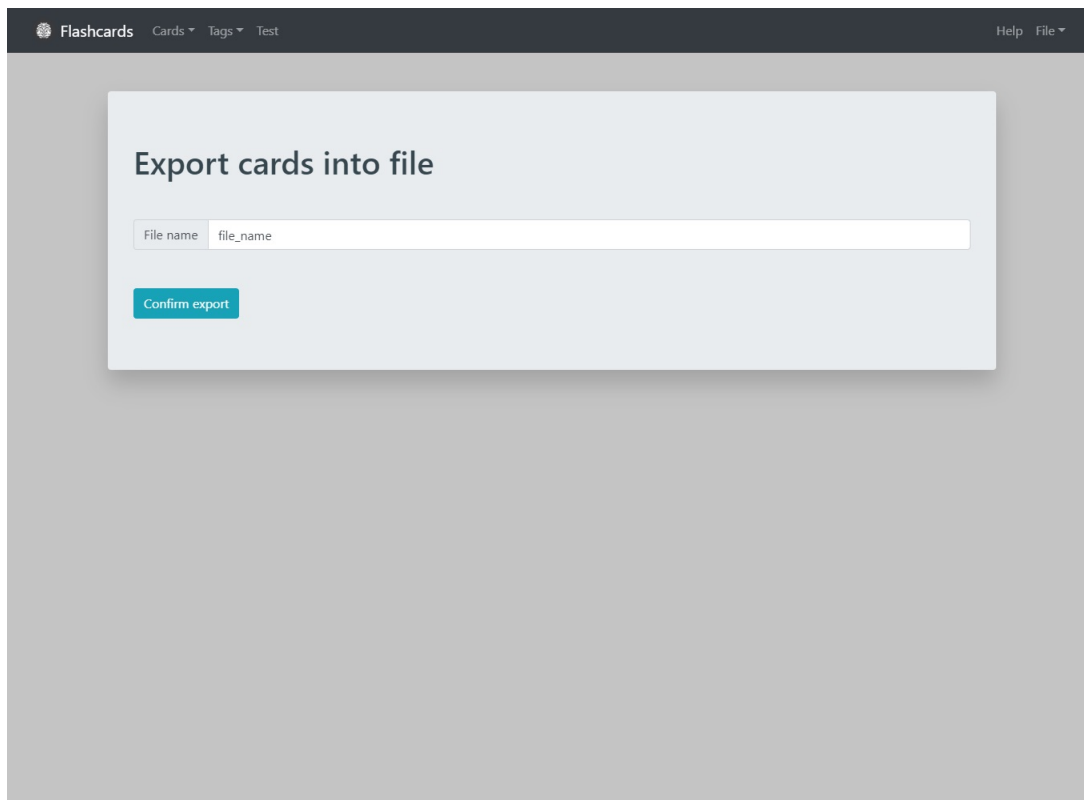 Flashcards Cards Tags Test Help File
Export cards into file
File name file_name
Confirm export